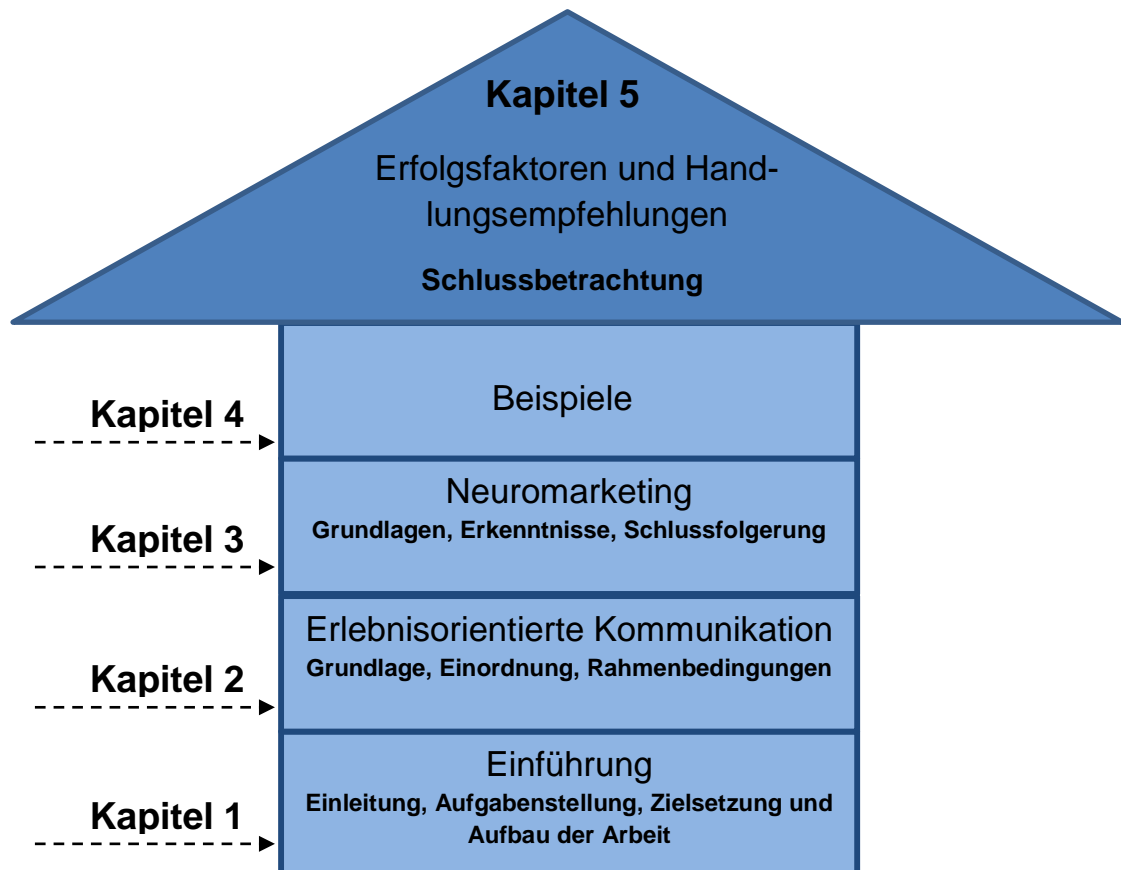 Kapitel 5
Erfolgsfaktoren und Hand-
lungsempfehlungen
Schlussbetrachtung
Kapitel 4
Beispiele
Kapitel 3
Neuromarketing
Grundlagen, Erkenntnisse, Schlussfolgerung
Kapitel 2
Erlebnisorientierte Kommunikation
Grundlage, Einordnung, Rahmenbedingungen
Kapitel 1
Einführung
Einleitung, Aufgabenstellung, Zielsetzung und
Aufbau der Arbeit